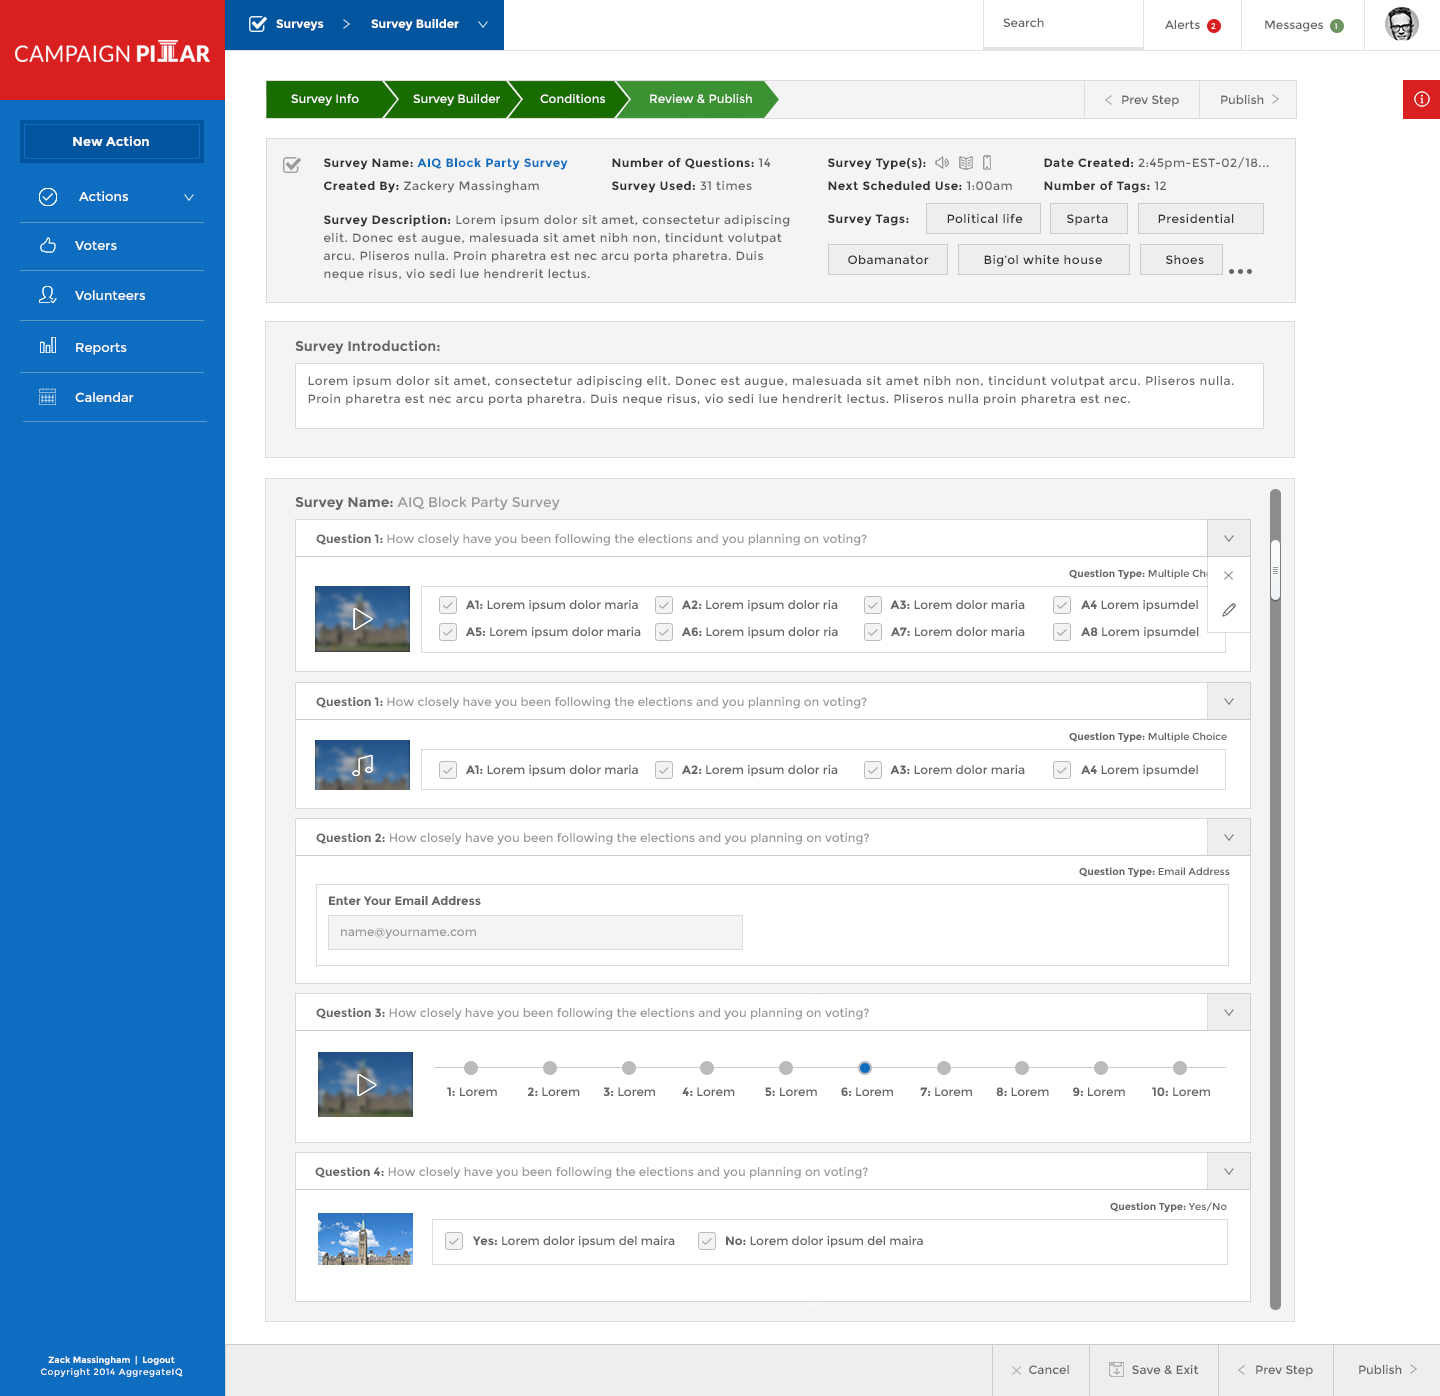 CAMPAIGN PILLAR
Surveys > Survey Builder
Search
Alerts 2
Messages 1
New Action
Actions
Voters
Volunteers
Reports
Calendar
Survey Info
Survey Builder
Conditions
Review & Publish
< Prev Step
Publish >
Survey Name: AIQ Block Party Survey
Number of Questions: 14
Survey Type(s):
Date Created: 2:45pm-EST-02/18...
Created By: Zackery Massingham
Survey Used: 31 times
Next Scheduled Use: 1:00am
Number of Tags: 12
Survey Description: Lorem ipsum dolor sit amet, consectetur adipiscing
elit. Donec est augue, malesuada sit amet nibh non, tincidunt volutpat
arcu. Pliseros nulla. Proin pharetra est nec arcu porta pharetra. Duis
neque risus, vio sedi lue hendrerit lectus.
Survey Tags:
Political life
Sparta
Presidential
Obamanator
Big'ol white house
Shoes
...
Survey Introduction:
Lorem ipsum dolor sit amet, consectetur adipiscing elit. Donec est augue, malesuada sit amet nibh non, tincidunt volutpat arcu. Pliseros nulla.
Proin pharetra est nec arcu porta pharetra. Duis neque risus, vio sedi lue hendrerit lectus. Pliseros nulla proin pharetra est nec.
Survey Name: AIQ Block Party Survey
Question 1: How closely have you been following the elections and you planning on voting?
Question Type: Multiple Cho
A1: Lorem ipsum dolor maria
A2: Lorem ipsum dolor ria
A3: Lorem dolor maria
A4 Lorem ipsumdel
A5: Lorem ipsum dolor maria
A6: Lorem ipsum dolor ria
A7: Lorem dolor maria
A8 Lorem ipsumdel
Question 1: How closely have you been following the elections and you planning on voting?
Question Type: Multiple Choice
A1: Lorem ipsum dolor maria
A2: Lorem ipsum dolor ria
A3: Lorem dolor maria
A4 Lorem ipsumdel
Question 2: How closely have you been following the elections and you planning on voting?
Question Type: Email Address
Enter Your Email Address
name@yourname.com
Question 3: How closely have you been following the elections and you planning on voting?
1: Lorem
2: Lorem
3: Lorem
4: Lorem
5: Lorem
6: Lorem
7: Lorem
8: Lorem
9: Lorem
10: Lorem
Question 4: How closely have you been following the elections and you planning on voting?
Question Type: Yes/No
Yes: Lorem dolor ipsum del maira
No: Lorem dolor ipsum del maira
Zack Massingham | Logout
Copyright 2014 AggregateIQ
Cancel
Save & Exit
< Prev Step
Publish >